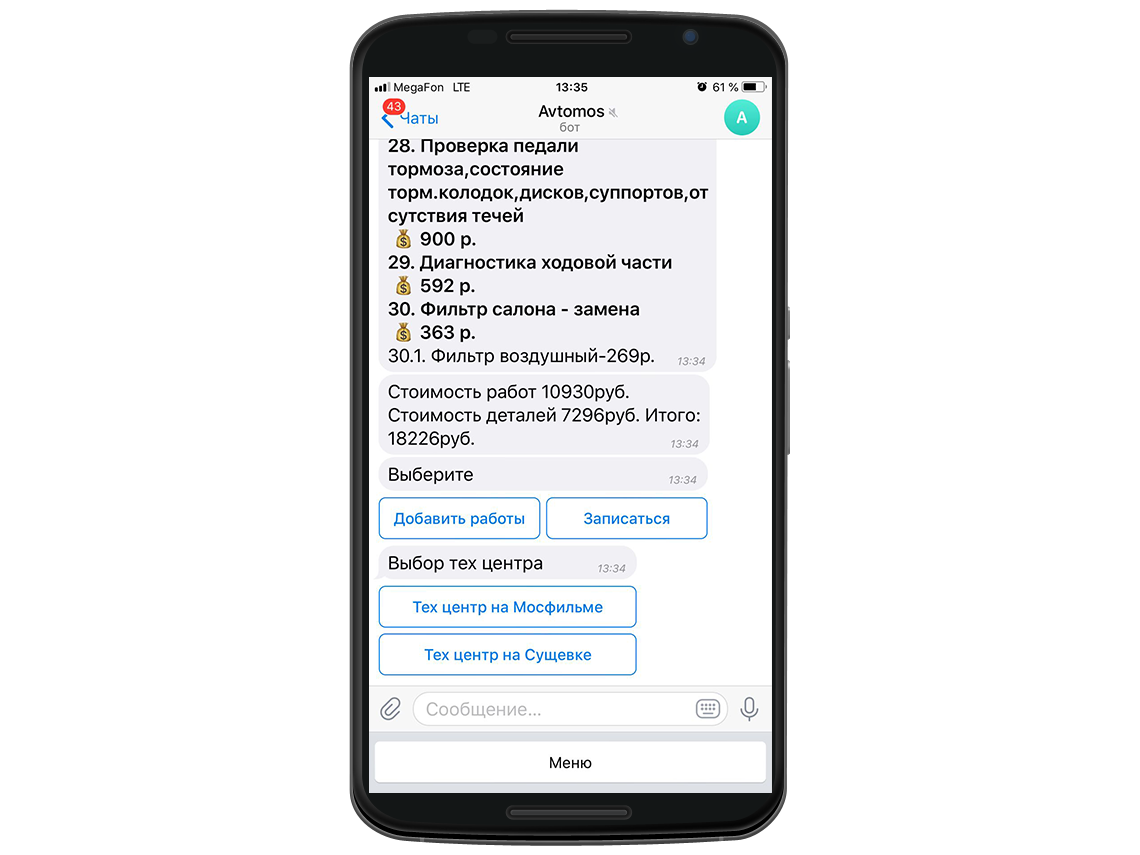 MegaFon LTE 13:35 61 %
43
Чаты
Avtomos
бот
A
28. Проверка педали
тормоза,состояние
торм.колодок,дисков,суппортов,от
сутствия течей
900 р.
29. Диагностика ходовой части
592 р.
30. Фильтр салона - замена
363 р.
30.1. Фильтр воздушный-269р. 13:34
Стоимость работ 10930руб.
Стоимость деталей 7296руб. Итого:
18226руб. 13:34
Выберите 13:34
Добавить работы Записаться
Выбор тех центра 13:34
Тех центр на Мосфильме
Тех центр на Сущевке
Сообщение...
Меню